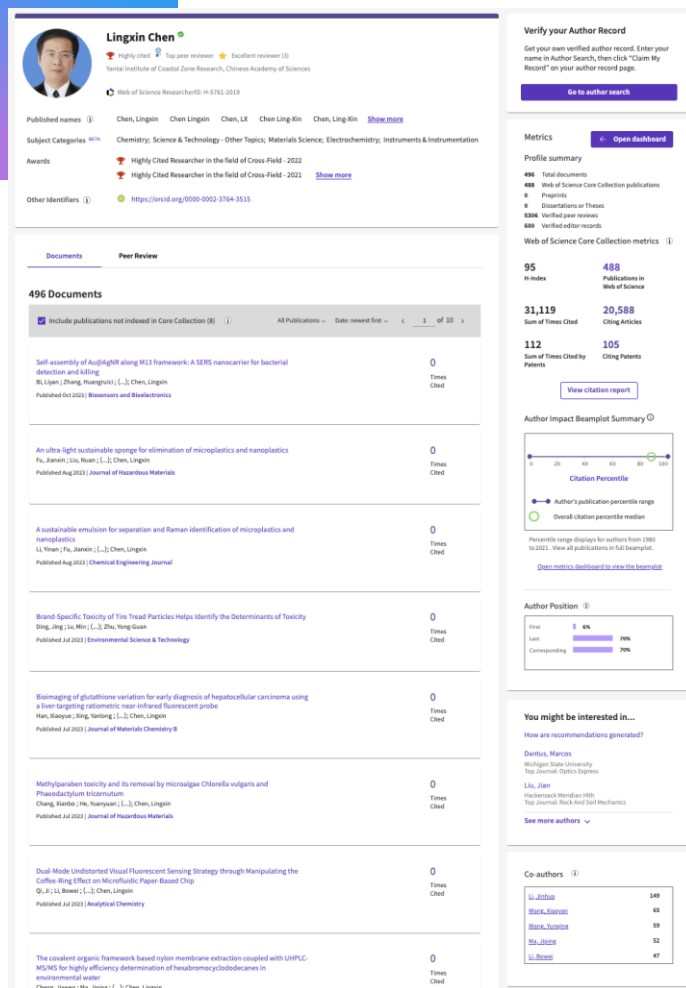 Lingxin Chen
Highly cited Top peer reviewer Excellent reviewer (3)
Yantai Institute of Coastal Zone Research, Chinese Academy of Sciences
Web of Science ResearcherID: H-5761-2019
Published names Chen, Lingxin Chen Lingxin Chen, LX Chen Ling-Xin Chen, Ling-Xin Show more
Subject Categories BETA Chemistry; Science & Technology - Other Topics; Materials Science; Electrochemistry; Instruments & Instrumentation
Awards Highly Cited Researcher in the field of Cross-Field - 2022
Highly Cited Researcher in the field of Cross-Field - 2021 Show more
Other Identifiers https://orcid.org/0000-0002-3764-3515
Documents Peer Review
496 Documents
Include publications not indexed in Core Collection (8) All Publications Date: newest first < 1 of 10 >
Self-assembly of Au@AgNR along M13 framework: A SERS nanocarrier for bacterial
detection and killing
Bi, Liyan ; Zhang, Huangruici ; (...); Chen, Lingxin
Published Oct 2023 | Biosensors and Bioelectronics
0
Times
Cited
An ultra-light sustainable sponge for elimination of microplastics and nanoplastics
Fu, Jianxin ; Liu, Nuan ; (...); Chen, Lingxin
Published Aug 2023 | Journal of Hazardous Materials
0
Times
Cited
A sustainable emulsion for separation and Raman identification of microplastics and
nanoplastics
Li, Yinan ; Fu, Jianxin ; (...); Chen, Lingxin
Published Aug 2023 | Chemical Engineering Journal
0
Times
Cited
Brand-Specific Toxicity of Tire Tread Particles Helps Identify the Determinants of Toxicity
Ding, Jing ; Lv, Min ; (...); Zhu, Yong-Guan
Published Jul 2023 | Environmental Science & Technology
0
Times
Cited
Bioimaging of glutathione variation for early diagnosis of hepatocellular carcinoma using
a liver-targeting ratiometric near-infrared fluorescent probe
Han, Xiaoyue ; Xing, Yanlong ; (...); Chen, Lingxin
Published Jul 2023 | Journal of Materials Chemistry B
0
Times
Cited
Methylparaben toxicity and its removal by microalgae Chlorella vulgaris and
Phaeodactylum tricornutum
Chang, Xianbo ; He, Yuanyuan ; (...); Chen, Lingxin
Published Jul 2023 | Journal of Hazardous Materials
0
Times
Cited
Dual-Mode Undistorted Visual Fluorescent Sensing Strategy through Manipulating the
Coffee-Ring Effect on Microfluidic Paper-Based Chip
Qi, Ji ; Li, Bowei ; (...); Chen, Lingxin
Published Jul 2023 | Analytical Chemistry
0
Times
Cited
The covalent organic framework based nylon membrane extraction coupled with UHPLC-
MS/MS for highly efficiency determination of hexabromocyclododecanes in
environmental water
Ma, Jiping ; (...); Chen, Lingxin
0
Times
Cited
Verify your Author Record
Get your own verified author record. Enter your
name in Author Search, then click "Claim My
Record" on your author record page.
Go to author search
Metrics
Open dashboard
Profile summary
496 Total documents
488 Web of Science Core Collection publications
0 Preprints
0 Dissertations or Theses
5306 Verified peer reviews
600 Verified editor records
Web of Science Core Collection metrics
95 488
H-Index Publications in
Web of Science
31,119 20,588
Sum of Times Cited Citing Articles
112 105
Sum of Times Cited by Citing Patents
Patents
View citation report
Author Impact Beamplot Summary
0 20 40 60 80 100
Citation Percentile
Author's publication percentile range
Overall citation percentile median
Percentile range displays for authors from 1980
to 2021 . View all publications in full beamplot.
Open metrics dashboard to view the beamplot
Author Position
First 6%
Last 70%
Corresponding 70%
You might be interested in...
How are recommendations generated?
Dantus, Marcos
Michigan State University
Top Journal: Optics Express
Liu, Jian
Hackensack Meridian Hlth
Top Journal: Rock And Soil Mechanics
See more authors
Co-authors
Li, Jinhua 149
Wang, Xiaoyan 65
Wang, Yunqing 59
Ma, Jiping 52
Li, Bowei 47